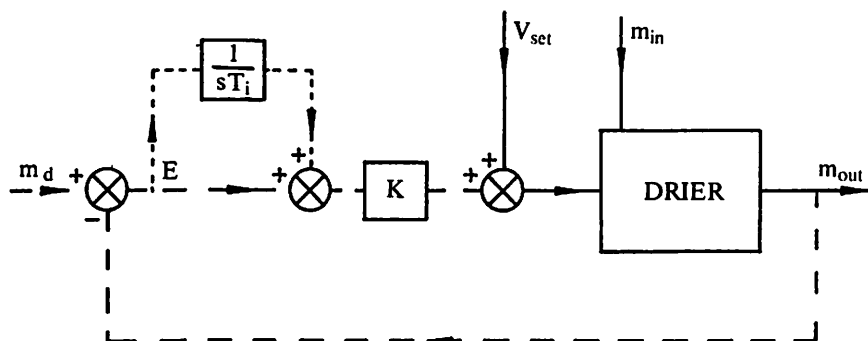 V_set
m_in
1
sT_i
+
m_d
+
E
+
K
+
+
DRIER
m_out
−